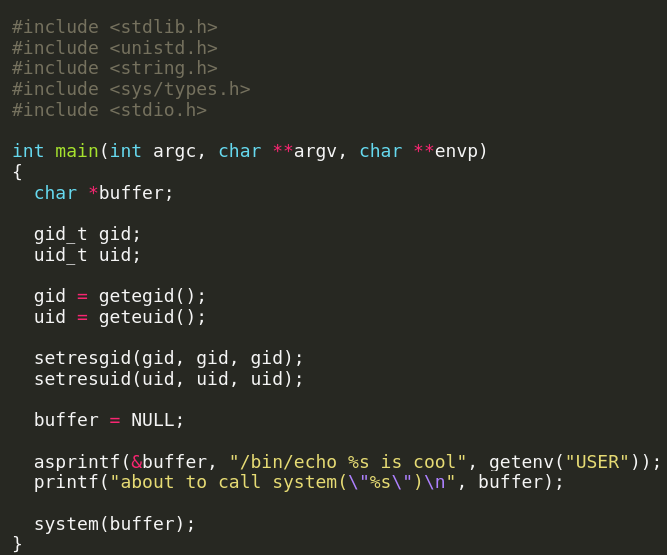 #include <stdlib.h>
#include <unistd.h>
#include <string.h>
#include <sys/types.h>
#include <stdio.h>

int main(int argc, char **argv, char **envp)
{
  char *buffer;

  gid_t gid;
  uid_t uid;

  gid = getegid();
  uid = geteuid();

  setresgid(gid, gid, gid);
  setresuid(uid, uid, uid);

  buffer = NULL;

  asprintf(&buffer, "/bin/echo %s is cool", getenv("USER"));
  printf("about to call system(\"%s\")\n", buffer);

  system(buffer);
}